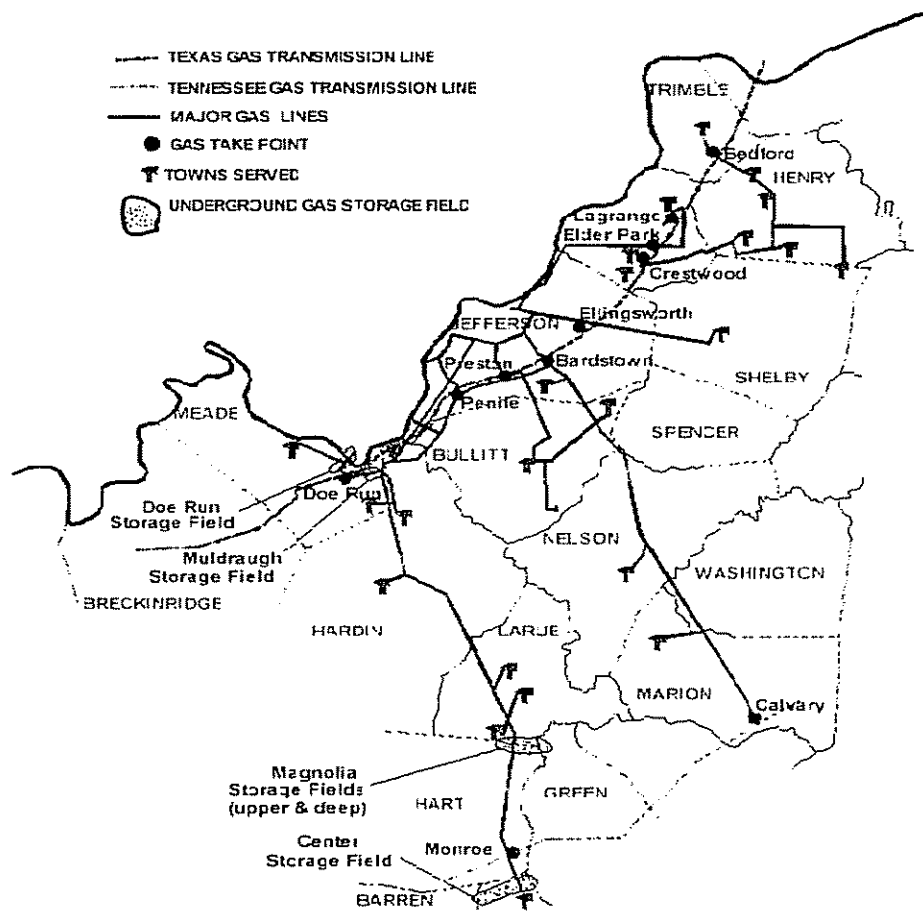 TEXAS GAS TRANSMISSION LINE
TENNESSEE GAS TRANSMISSION LINE
MAJOR GAS LINES
GAS TAKE POINT
TOWNS SERVED
UNDERGROUND GAS STORAGE FIELD
TRIMBLE
Bedford
HENRY
Lagrange
Elder Park
Crestwood
Ellingsworth
JEFFERSON
Preston
Bardstown
SHELBY
MEADE
Penile
SPENCER
BULLITT
Doe Run
Doe Run
Storage Field
Muldraugh
Storage Field
NELSON
WASHINGTON
BRECKINRIDGE
HARDIN
LARUE
MARION
Calvary
Magnolia
Storage Fields
(upper & deep)
HART
GREEN
Center
Storage Field
Monroe
BARREN